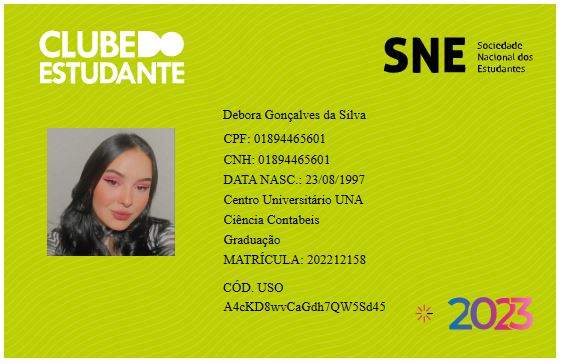 CLUBE DO
ESTUDANTE
SNE
Sociedade
Nacional dos
Estudantes
Debora Gonçalves da Silva
CPF: 01894465601
CNH: 01894465601
DATA NASC.: 23/08/1997
Centro Universitário UNA
Ciência Contabeis
Graduação
MATRÍCULA: 202212158
CÓD. USO
A4cKD8wvCaGdh7QW5Sd45
2023